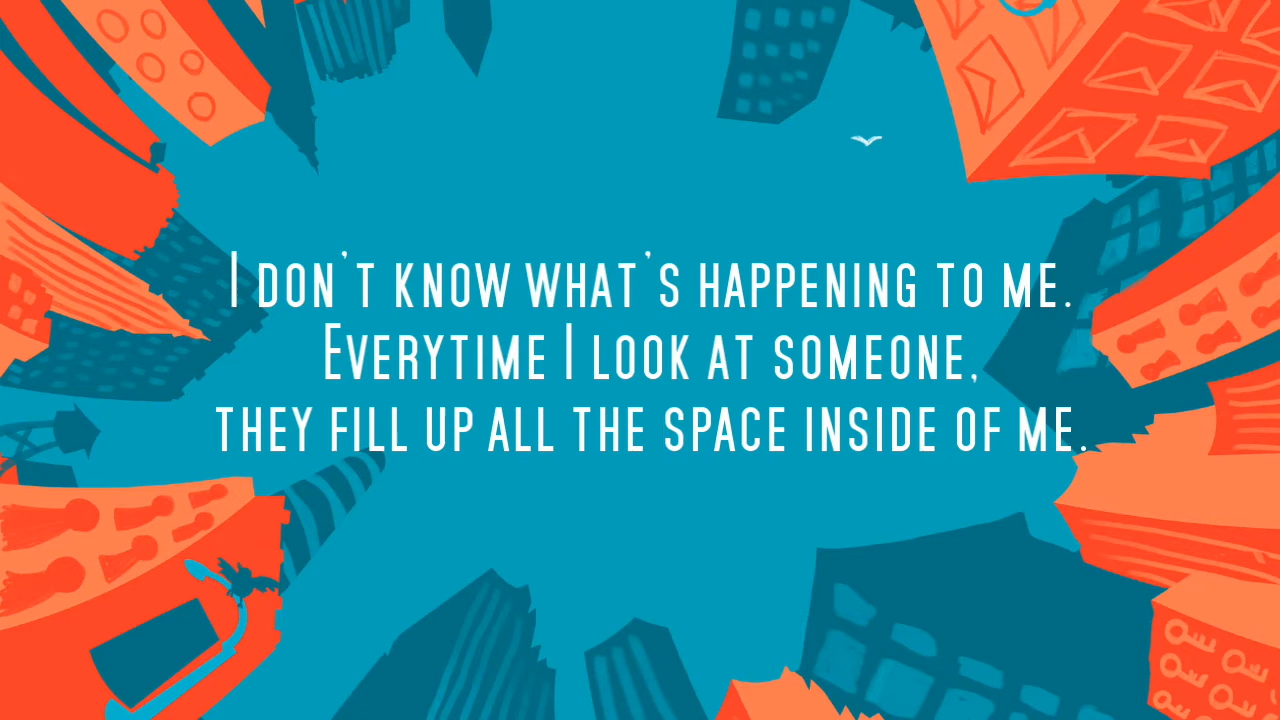 I don't know what's happening to me.
Everytime I look at someone,
they fill up all the space inside of me.